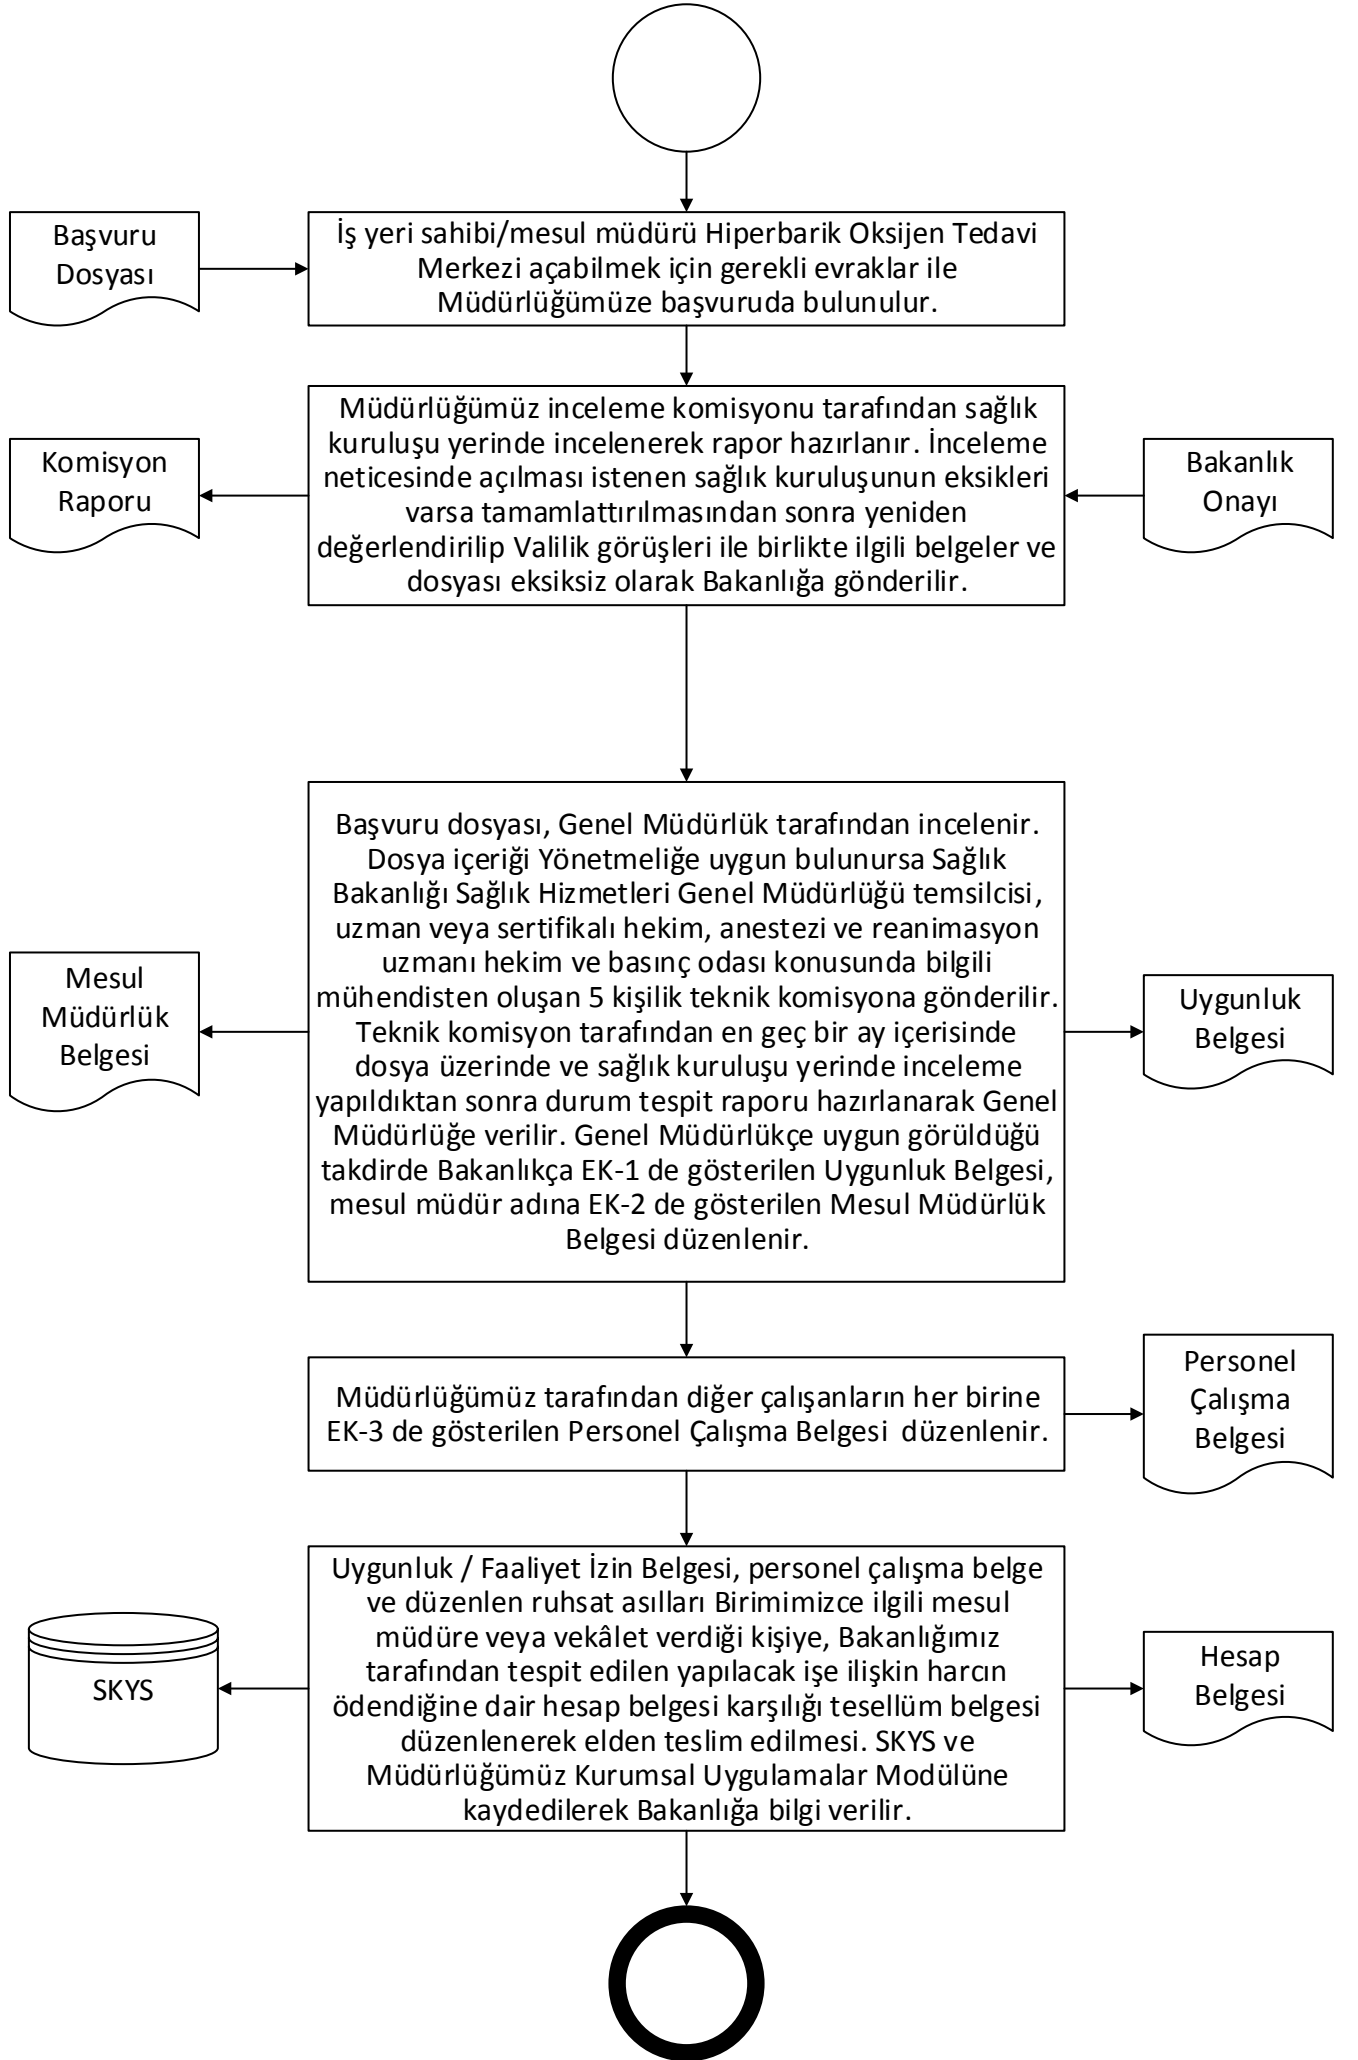 Başvuru
Dosyası
İş yeri sahibi/mesul müdürü Hiperbarik Oksijen Tedavi
Merkezi açabilmek için gerekli evraklar ile
Müdürlüğümüze başvuruda bulunulur.
Komisyon
Raporu
Müdürlüğümüz inceleme komisyonu tarafından sağlık
kuruluşu yerinde incelenerek rapor hazırlanır. İnceleme
neticesinde açılması istenen sağlık kuruluşunun eksikleri
varsa tamamlattırılmasından sonra yeniden
değerlendirilip Valilik görüşleri ile birlikte ilgili belgeler ve
dosyası eksiksiz olarak Bakanlığa gönderilir.
Bakanlık
Onayı
Mesul
Müdürlük
Belgesi
Başvuru dosyası, Genel Müdürlük tarafından incelenir.
Dosya içeriği Yönetmeliğe uygun bulunursa Sağlık
Bakanlığı Sağlık Hizmetleri Genel Müdürlüğü temsilcisi,
uzman veya sertifikalı hekim, anestezi ve reanimasyon
uzmanı hekim ve basınç odası konusunda bilgili
mühendisten oluşan 5 kişilik teknik komisyona gönderilir.
Teknik komisyon tarafından en geç bir ay içerisinde
dosya üzerinde ve sağlık kuruluşu yerinde inceleme
yapıldıktan sonra durum tespit raporu hazırlanarak Genel
Müdürlüğe verilir. Genel Müdürlükçe uygun görüldüğü
takdirde Bakanlıkça EK-1 de gösterilen Uygunluk Belgesi,
mesul müdür adına EK-2 de gösterilen Mesul Müdürlük
Belgesi düzenlenir.
Uygunluk
Belgesi
Müdürlüğümüz tarafından diğer çalışanların her birine
EK-3 de gösterilen Personel Çalışma Belgesi  düzenlenir.
Personel
Çalışma
Belgesi
SKYS
Uygunluk / Faaliyet İzin Belgesi, personel çalışma belge
ve düzenlen ruhsat asılları Birimimizce ilgili mesul
müdüre veya vekâlet verdiği kişiye, Bakanlığımız
tarafından tespit edilen yapılacak işe ilişkin harcın
ödendiğine dair hesap belgesi karşılığı tesellüm belgesi
düzenlenerek elden teslim edilmesi. SKYS ve
Müdürlüğümüz Kurumsal Uygulamalar Modülüne
kaydedilerek Bakanlığa bilgi verilir.
Hesap
Belgesi